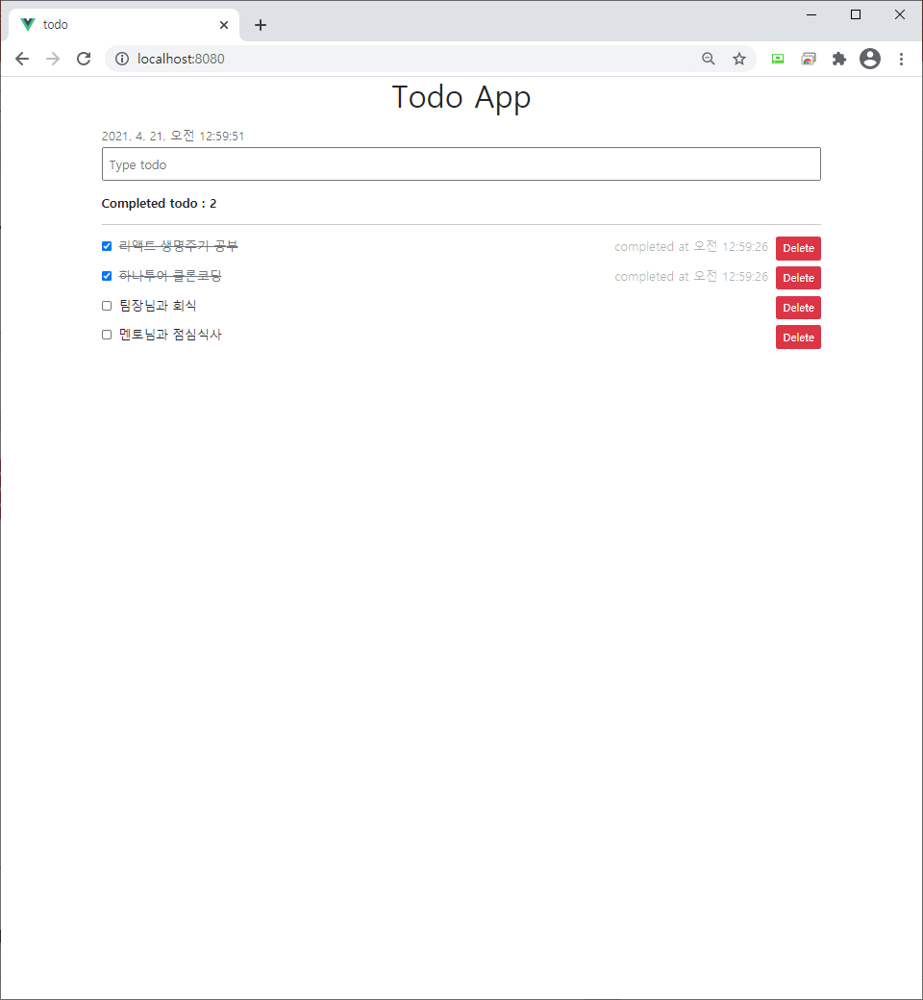 todo
localhost:8080
Todo App
2021. 4. 21. 오전 12:59:51
Type todo
Completed todo : 2
리액트 생명주기 공부 completed at 오전 12:59:26 Delete
하나투어 클론코딩 completed at 오전 12:59:26 Delete
팀장님과 회식 Delete
멘토님과 점심식사 Delete